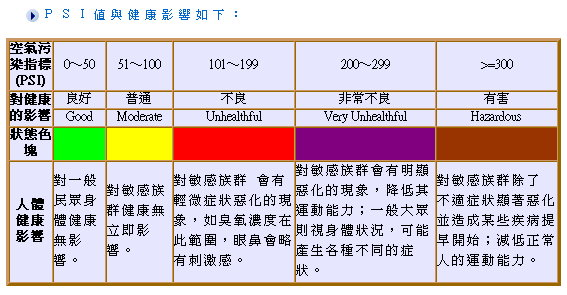 ＰＳＩ值與健康影響如下：
空氣污
染指標
(PSI)
0～50
51～100
101～199
200～299
>=300
對健康
的影響
良好
普通
不良
非常不良
有害
Good
Moderate
Unhealthful
Very Unhealthful
Hazardous
狀態色
塊
人體
健康
影響
對一般
民眾身
體健康
無影
響。
對敏感族
群健康無
立即影
響。
對敏感族群 會有
輕微症狀惡化的現
象，如臭氧濃度在
此範圍，眼鼻會略
有刺激感。
對敏感族群會有明顯
惡化的現象，降低其
運動能力；一般大眾
則視身體狀況，可能
產生各種不同的症
狀。
對敏感族群除了
不適症狀顯著惡化
並造成某些疾病提
早開始；減低正常
人的運動能力。